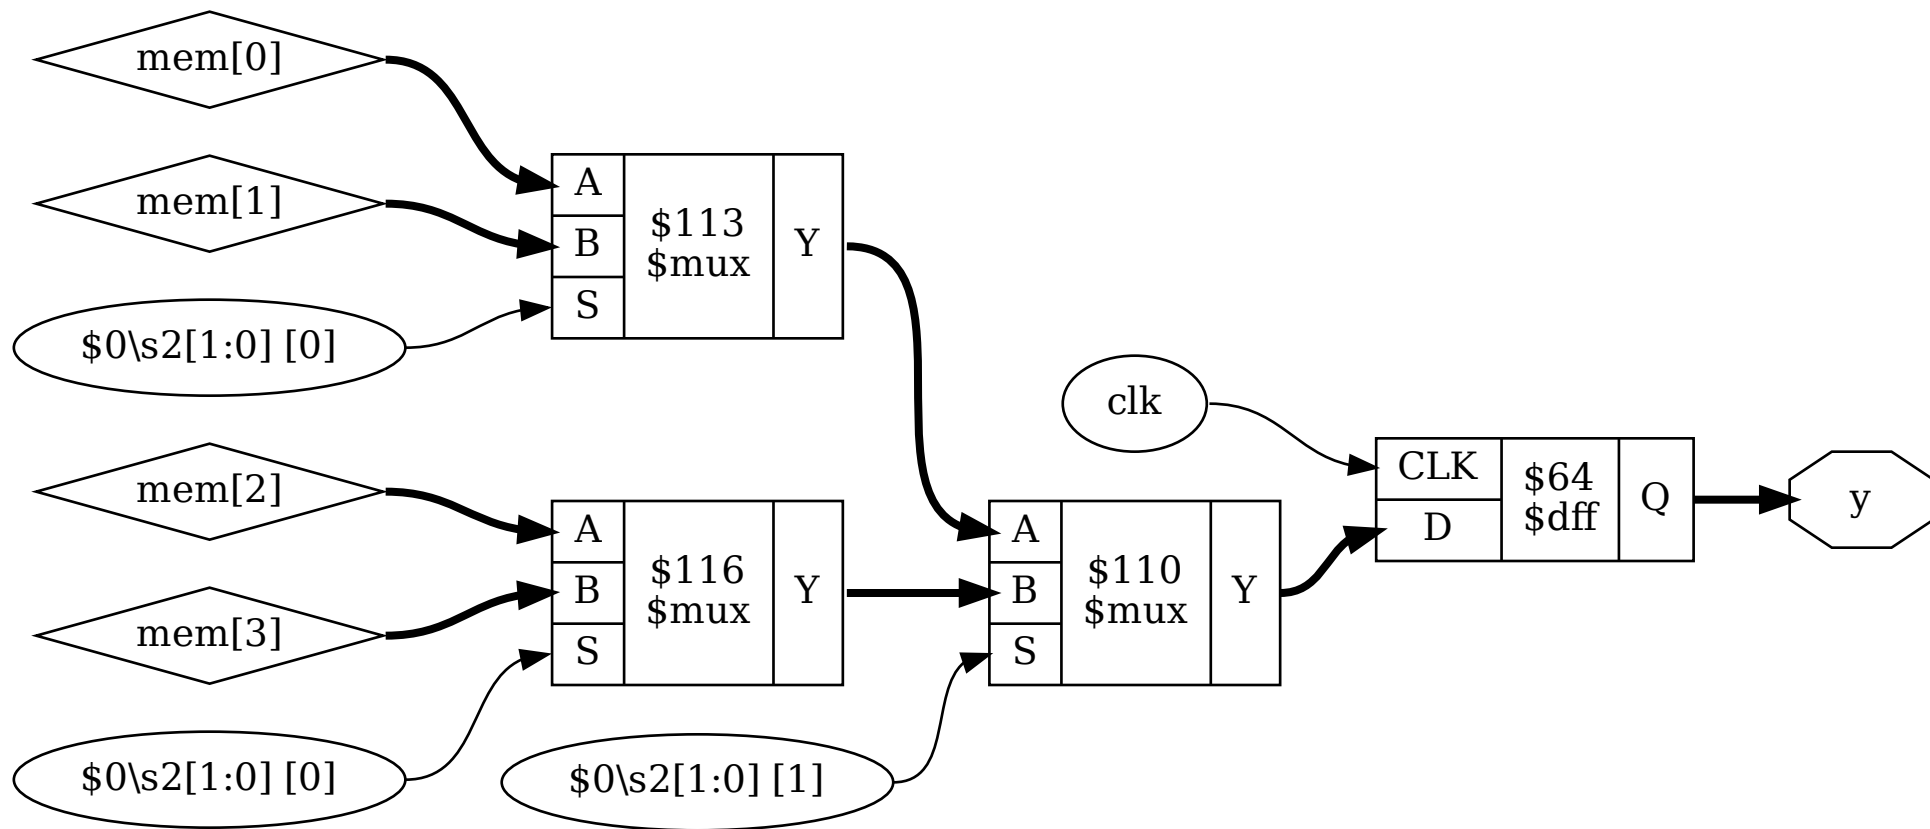 mem[0]
mem[1]
$0\s2[1:0] [0]
A
B
S
$113
$mux
Y
mem[2]
mem[3]
$0\s2[1:0] [0]
A
B
S
$116
$mux
Y
$0\s2[1:0] [1]
A
B
S
$110
$mux
Y
clk
CLK
D
$64
$dff
Q
y